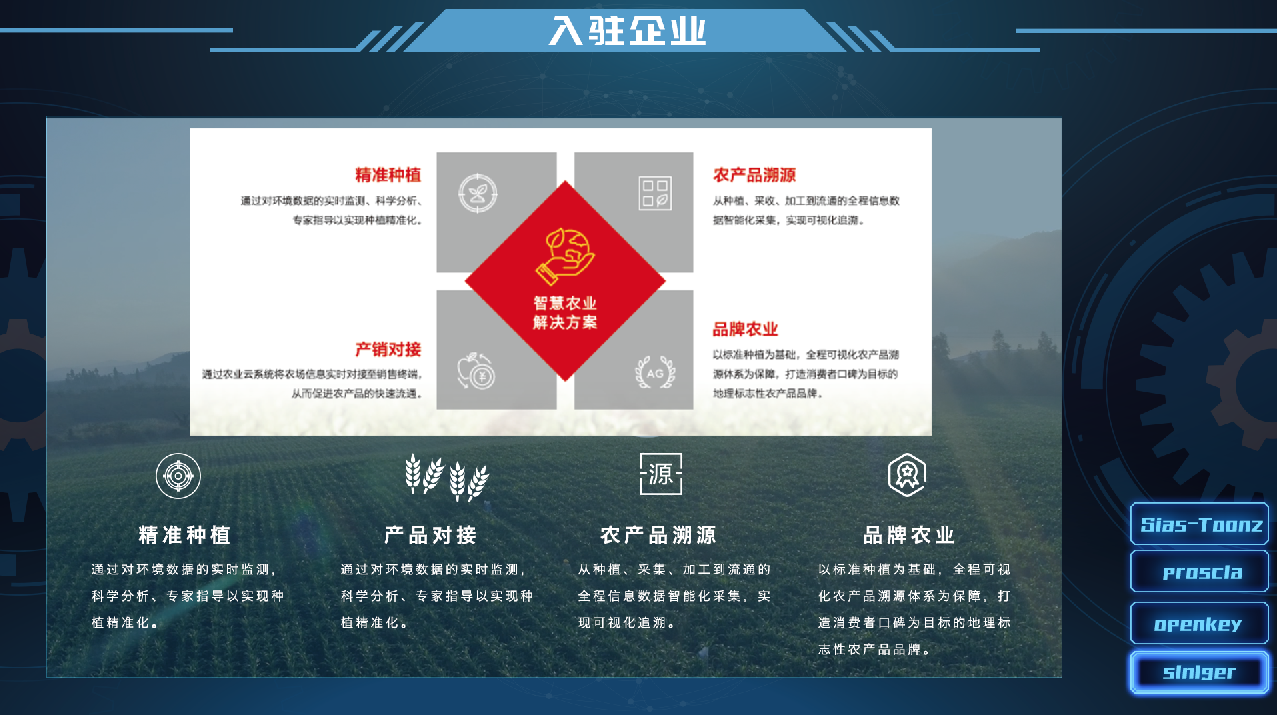 入驻企业
精准种植
通过对环境数据的实时监测、科学分析、
专家指导以实现种植精准化。
农产品溯源
从种植、采收、加工到流通的全程信息数
据智能化采集，实现可视化追溯。
智慧农业
解决方案
产销对接
通过农业云系统将农场信息实时对接至销售终端，
从而促进农产品的快速流通。
品牌农业
以标准种植为基础，全程可视化农产品溯
源体系为保障，打造消费者口碑为目标的
地理标志性农产品品牌。
AG
源
精准种植
通过对环境数据的实时监测，
科学分析、专家指导以实现种
植精准化。
产品对接
通过对环境数据的实时监测，
科学分析、专家指导以实现种
植精准化。
农产品溯源
从种植、采集、加工到流通的
全程信息数据智能化采集，实
现可视化追溯。
品牌农业
以标准种植为基础，全程可视
化农产品溯源体系为保障，打
造消费者口碑为目标的地理标
志性农产品品牌。
Sias-Toonz
proscla
openkey
siniger